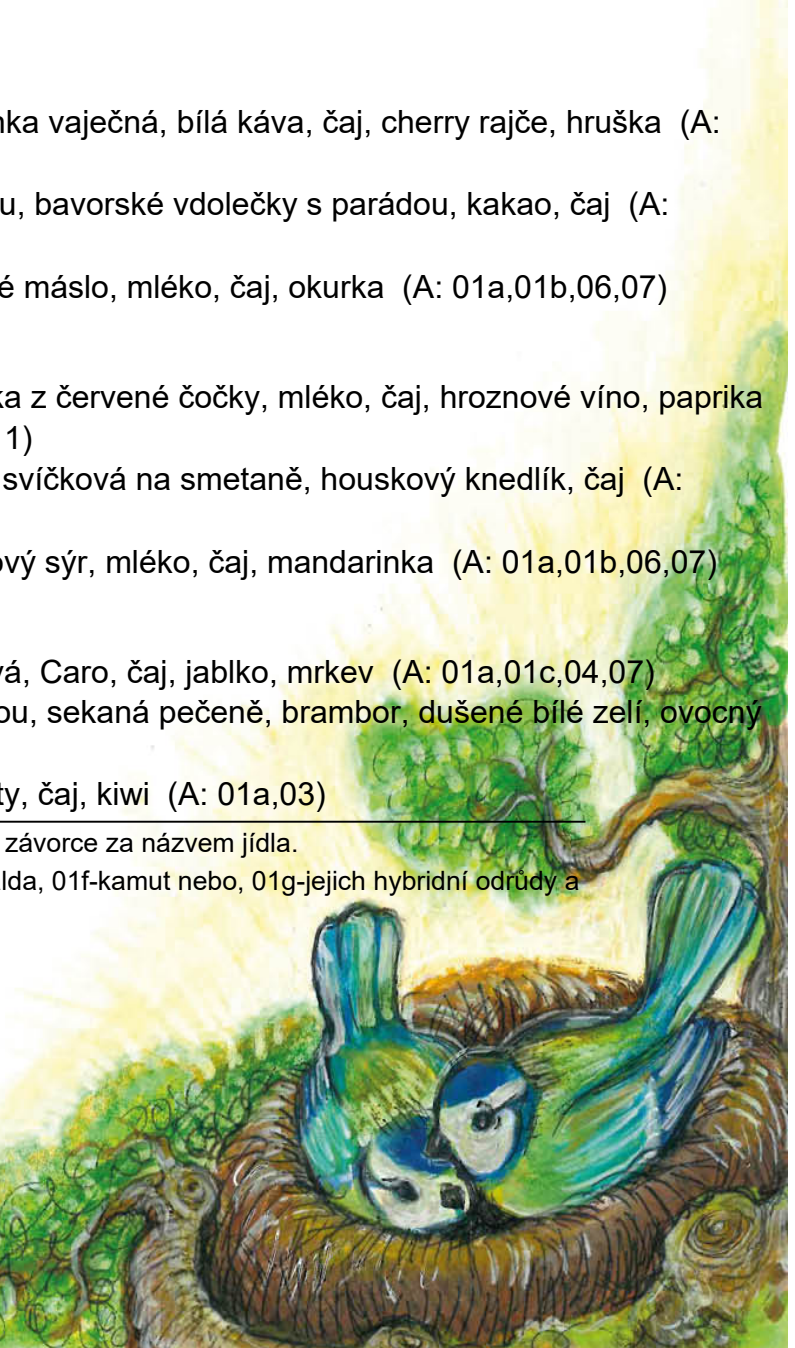 nka vaječná, bílá káva, čaj, cherry rajče, hruška (A:
u, bavorské vdolečky s parádou, kakao, čaj (A:
é máslo, mléko, čaj, okurka (A: 01a,01b,06,07)
ka z červené čočky, mléko, čaj, hroznové víno, paprika
1)
svíčková na smetaně, houskový knedlík, čaj (A:
ový sýr, mléko, čaj, mandarinka (A: 01a,01b,06,07)
vá, Caro, čaj, jablko, mrkev (A: 01a,01c,04,07)
ou, sekaná pečeně, brambor, dušené bílé zelí, ovocný
ty, čaj, kiwi (A: 01a,03)
závorce za názvem jídla.
lda, 01f-kamut nebo, 01g-jejich hybridní odrůdy a